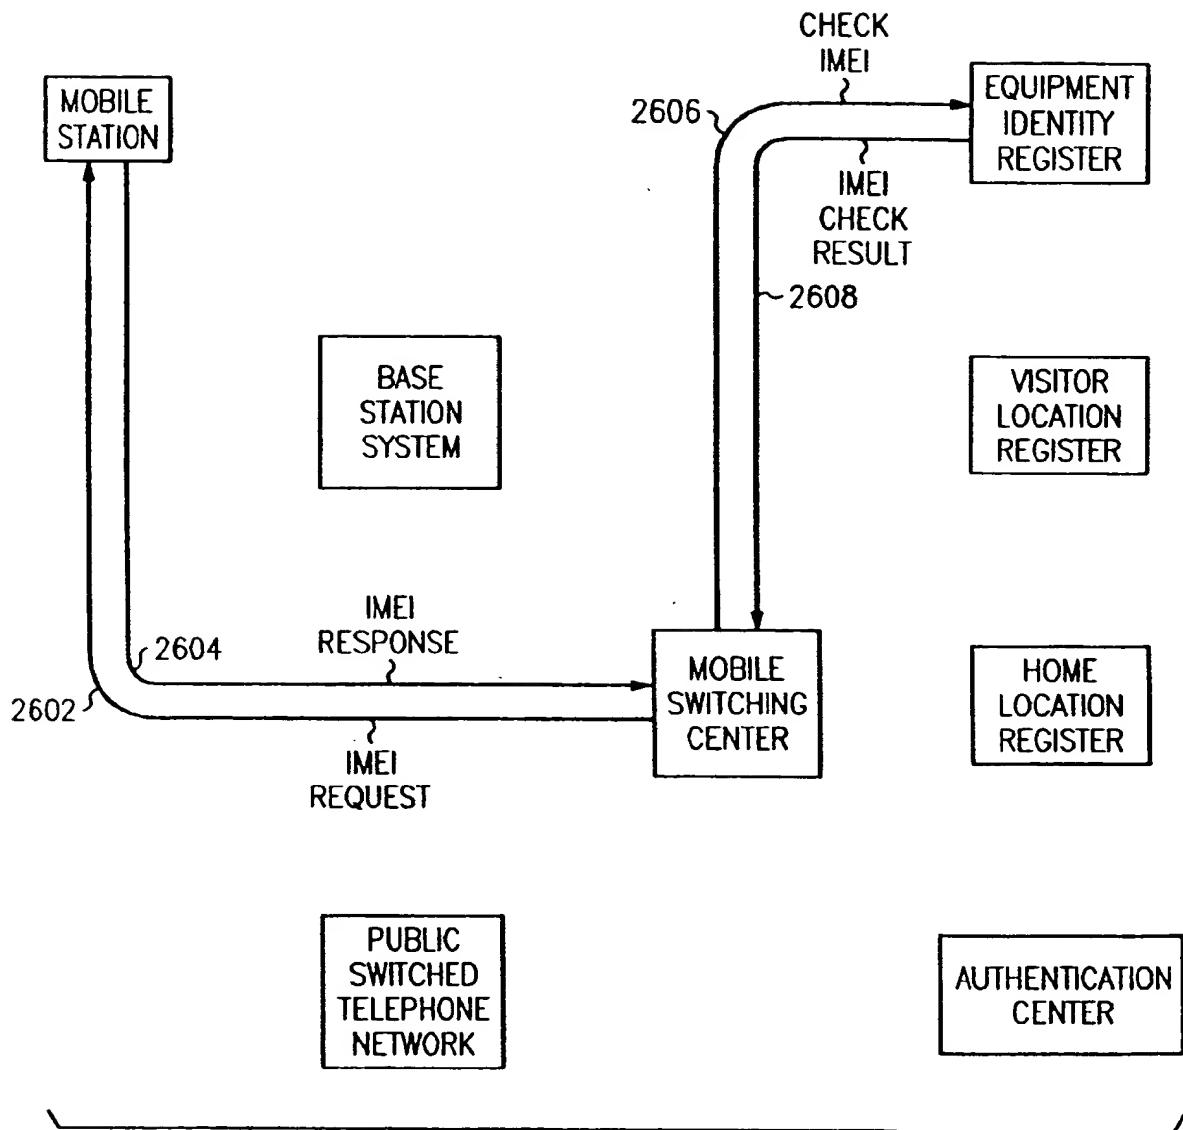 CHECK
IMEI
MOBILE
STATION
2606
EQUIPMENT
IDENTITY
REGISTER
IMEI
CHECK
RESULT
2608
BASE
STATION
SYSTEM
VISITOR
LOCATION
REGISTER
IMEI
RESPONSE
2604
2602
IMEI
REQUEST
MOBILE
SWITCHING
CENTER
HOME
LOCATION
REGISTER
PUBLIC
SWITCHED
TELEPHONE
NETWORK
AUTHENTICATION
CENTER